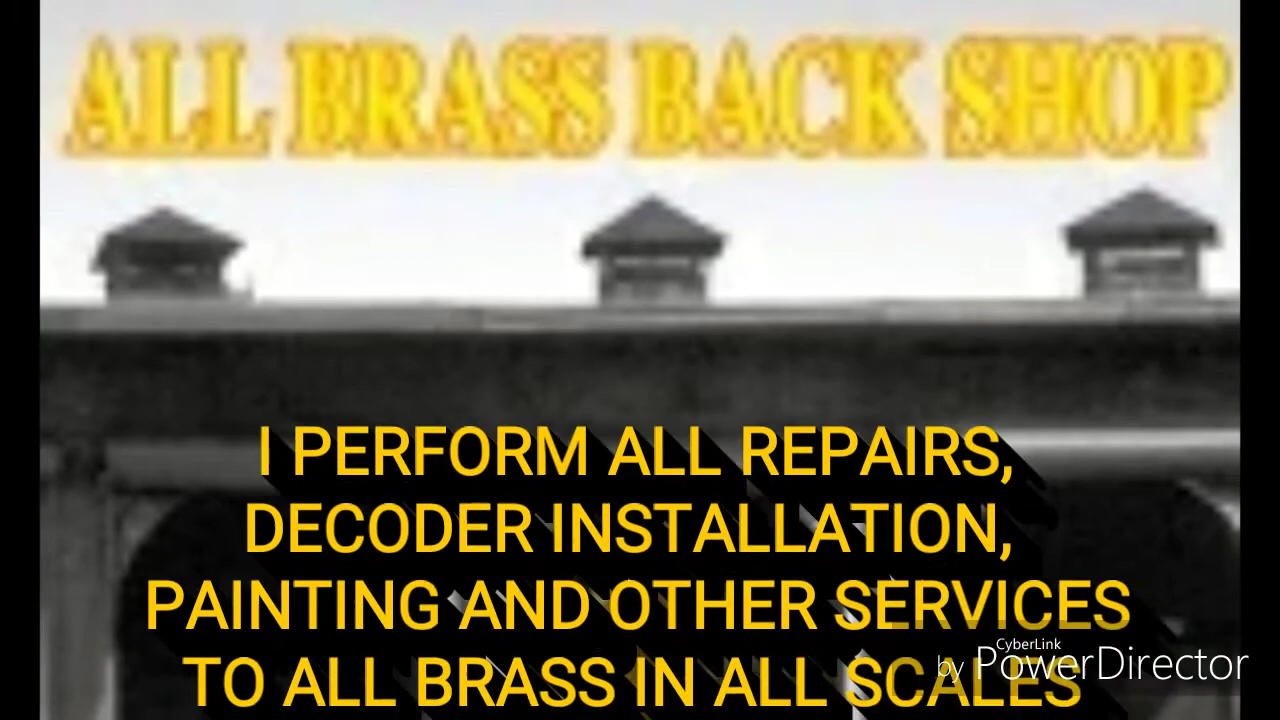 ALL BRASS BACK SHOP
I PERFORM ALL REPAIRS,
DECODER INSTALLATION,
PAINTING AND OTHER SERVICES
TO ALL BRASS IN ALL SCALES
by CyberLink PowerDirector